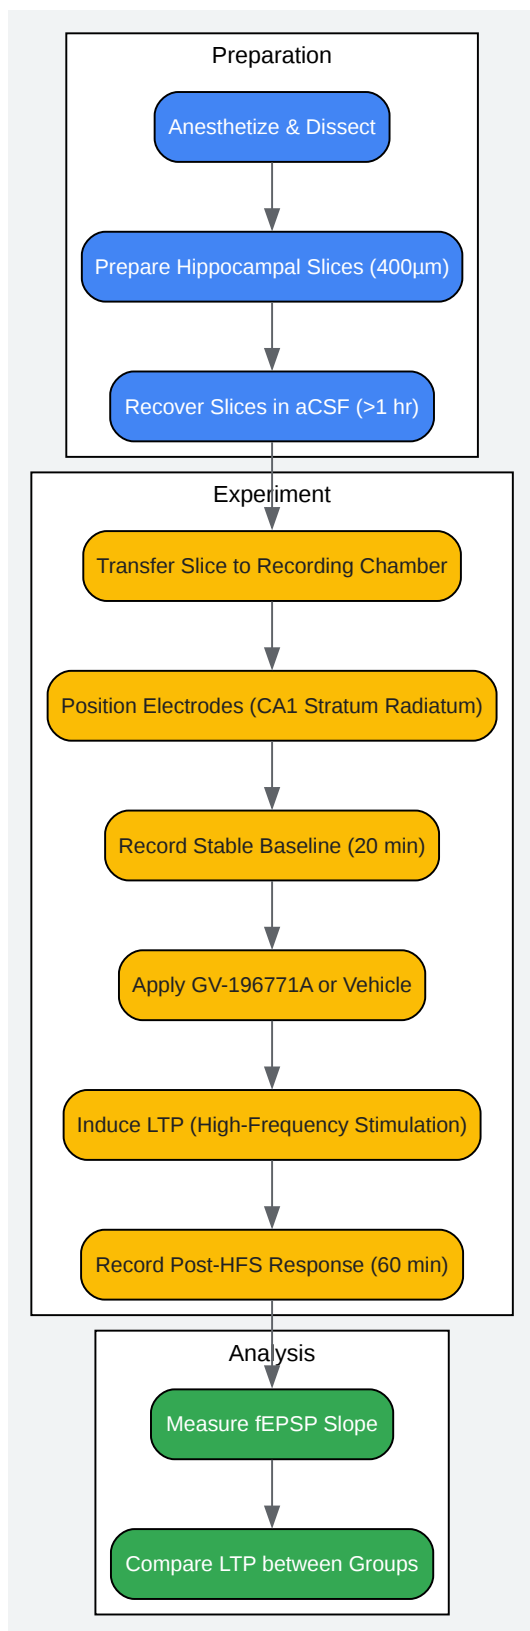 Preparation
Anesthetize & Dissect
Prepare Hippocampal Slices (400µm)
Recover Slices in aCSF (>1 hr)
Experiment
Transfer Slice to Recording Chamber
Position Electrodes (CA1 Stratum Radiatum)
Record Stable Baseline (20 min)
Apply GV-196771A or Vehicle
Induce LTP (High-Frequency Stimulation)
Record Post-HFS Response (60 min)
Analysis
Measure fEPSP Slope
Compare LTP between Groups